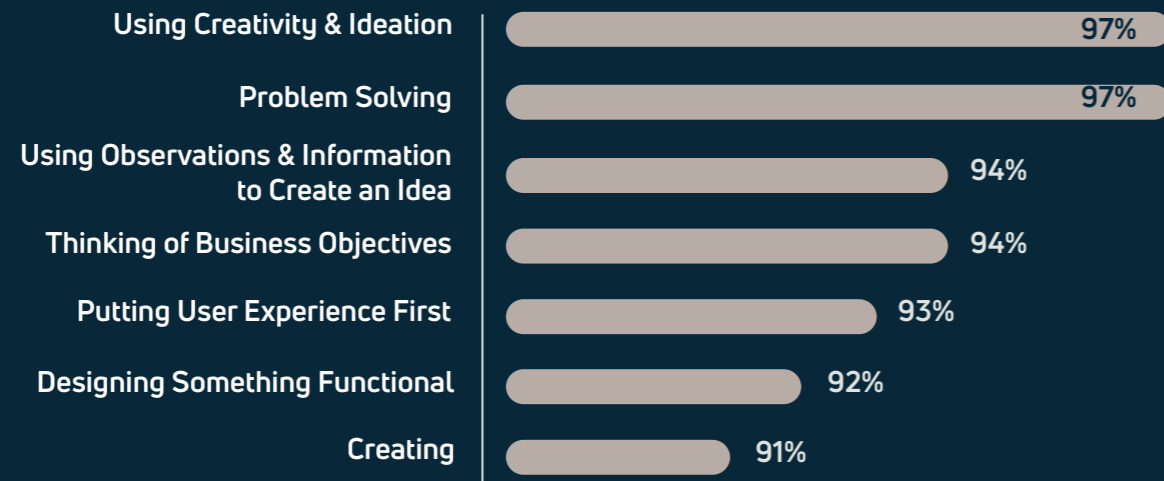 Using Creativity & Ideation 97%
Problem Solving 97%
Using Observations & Information
to Create an Idea 94%
Thinking of Business Objectives 94%
Putting User Experience First 93%
Designing Something Functional 92%
Creating 91%